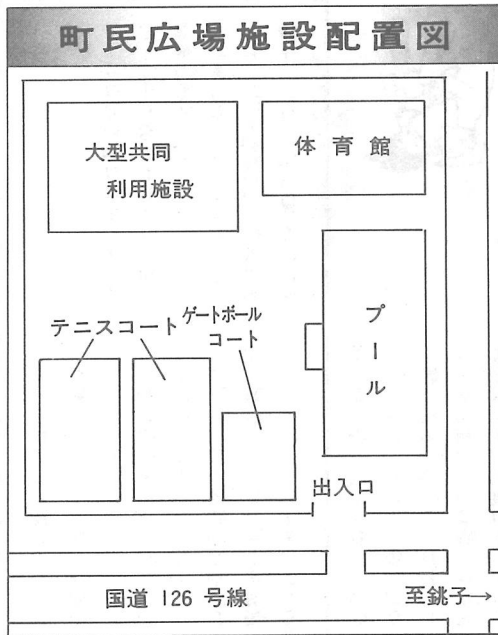 町民広場施設配置図
大型共同
利用施設
体育館
プール
テニスコート
ゲートボール
コート
出入口
国道 126 号線
至銚子→